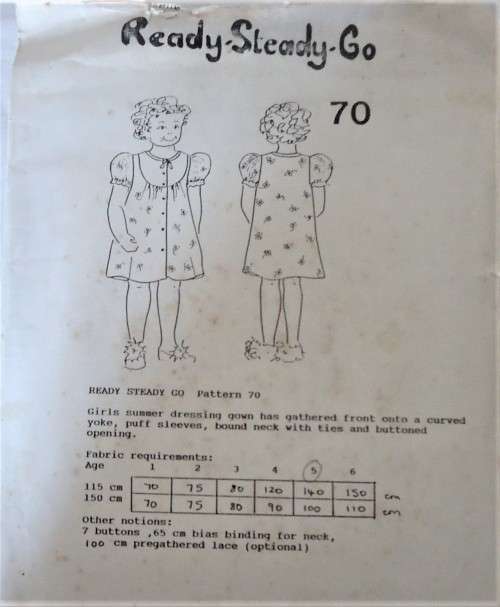 Ready-Steady-Go
70
READY STEADY GO Pattern 70
Girls summer dressing gown has gathered front onto a curved
yoke, puff sleeves, bound neck with ties and buttoned
opening.
Fabric requirements:
Age 1 2 3 4 5 6
115 cm 70 75 80 120 140 150 cm
150 cm 70 75 80 90 100 110 cm
Other notions:
7 buttons ,65 cm bias binding for neck,
100 cm pregathered lace (optional)